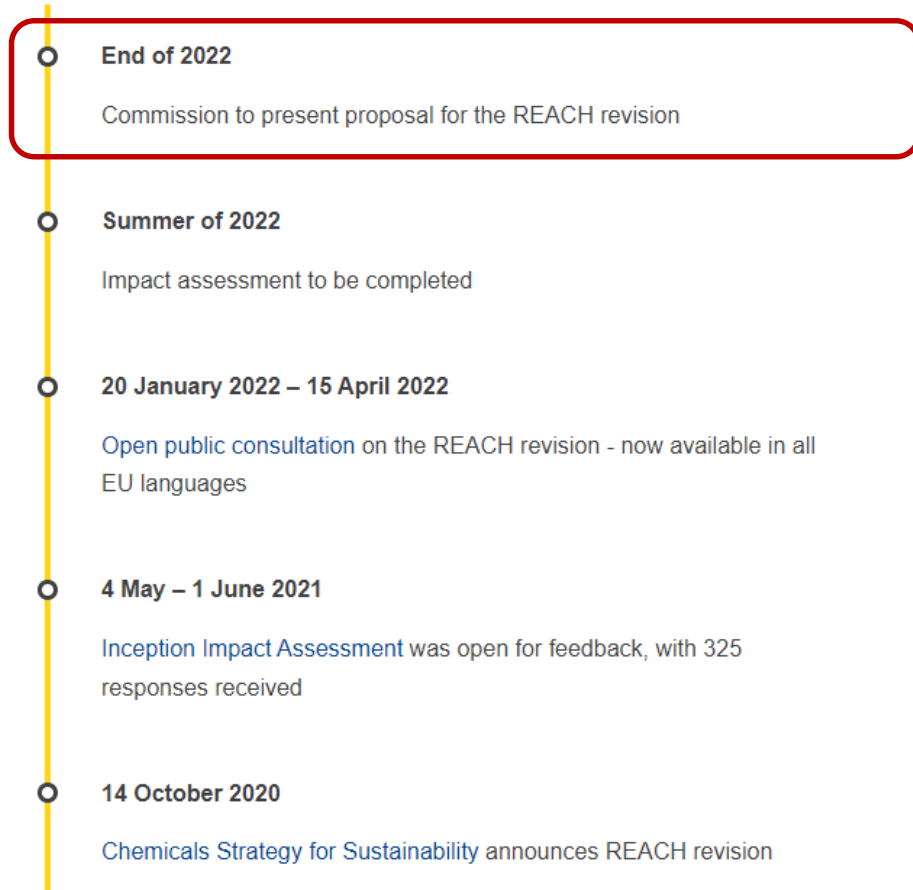 End of 2022
Commission to present proposal for the REACH revision
Summer of 2022
Impact assessment to be completed
20 January 2022 – 15 April 2022
Open public consultation on the REACH revision - now available in all
EU languages
4 May – 1 June 2021
Inception Impact Assessment was open for feedback, with 325
responses received
14 October 2020
Chemicals Strategy for Sustainability announces REACH revision